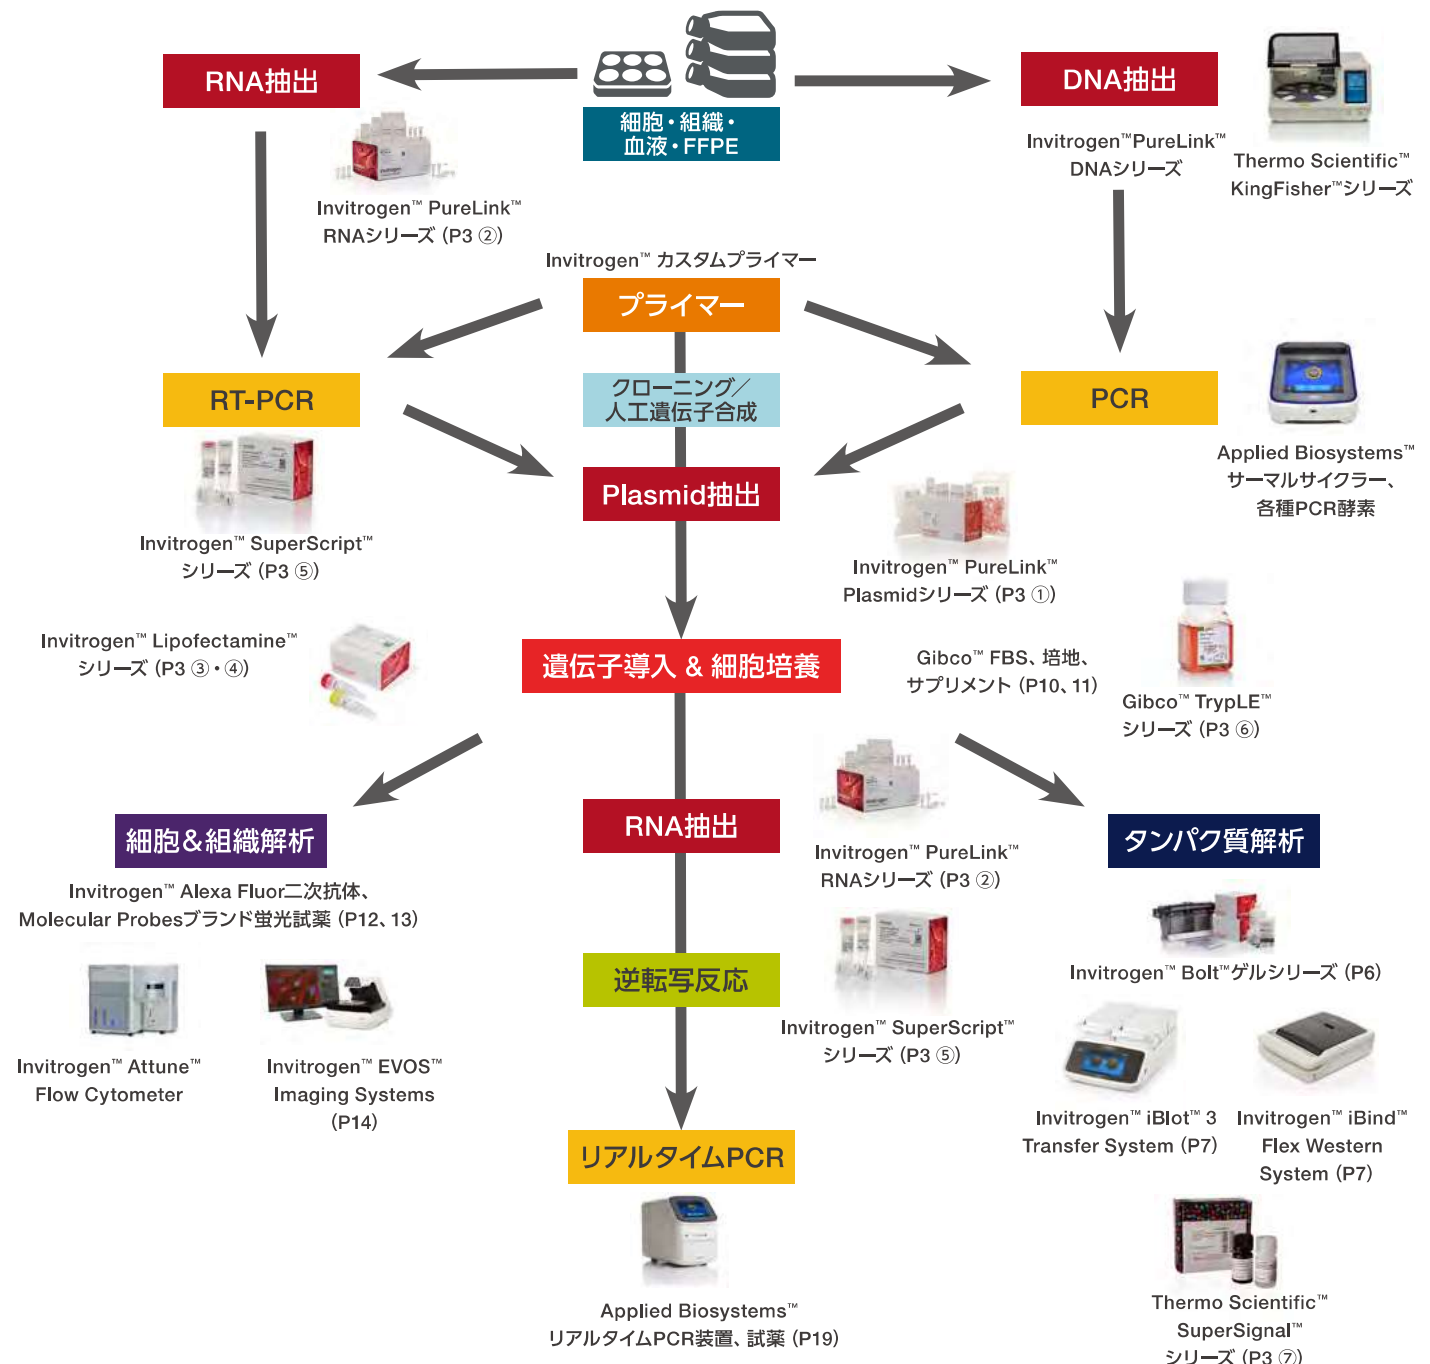 RNA抽出
細胞・組織・
血液・FFPE
DNA抽出
Invitrogen™ PureLink™
RNAシリーズ (P3 ②)
Invitrogen™PureLink™
DNAシリーズ
Thermo Scientific™
KingFisher™シリーズ
Invitrogen™ カスタムプライマー
プライマー
RT-PCR
クローニング/
人工遺伝子合成
PCR
Invitrogen™ SuperScript™
シリーズ (P3 ⑤)
Plasmid抽出
Applied Biosystems™
サーマルサイクラー、
各種PCR酵素
Invitrogen™ PureLink™
Plasmidシリーズ (P3 ①)
Invitrogen™ Lipofectamine™
シリーズ (P3 ③・④)
遺伝子導入 & 細胞培養
Gibco™ FBS、培地、
サプリメント (P10、11)
Gibco™ TrypLE™
シリーズ (P3 ⑥)
細胞&組織解析
Invitrogen™ Alexa Fluor二次抗体、
Molecular Probesブランド蛍光試薬 (P12、13)
Invitrogen™ Attune™
Flow Cytometer
Invitrogen™ EVOS™
Imaging Systems
(P14)
RNA抽出
Invitrogen™ PureLink™
RNAシリーズ (P3 ②)
逆転写反応
Invitrogen™ SuperScript™
シリーズ (P3 ⑤)
リアルタイムPCR
Applied Biosystems™
リアルタイムPCR装置、試薬 (P19)
タンパク質解析
Invitrogen™ Bolt™ゲルシリーズ (P6)
Invitrogen™ iBlot™ 3
Transfer System (P7)
Invitrogen™ iBind™
Flex Western
System (P7)
Thermo Scientific™
SuperSignal™
シリーズ (P3 ⑦)